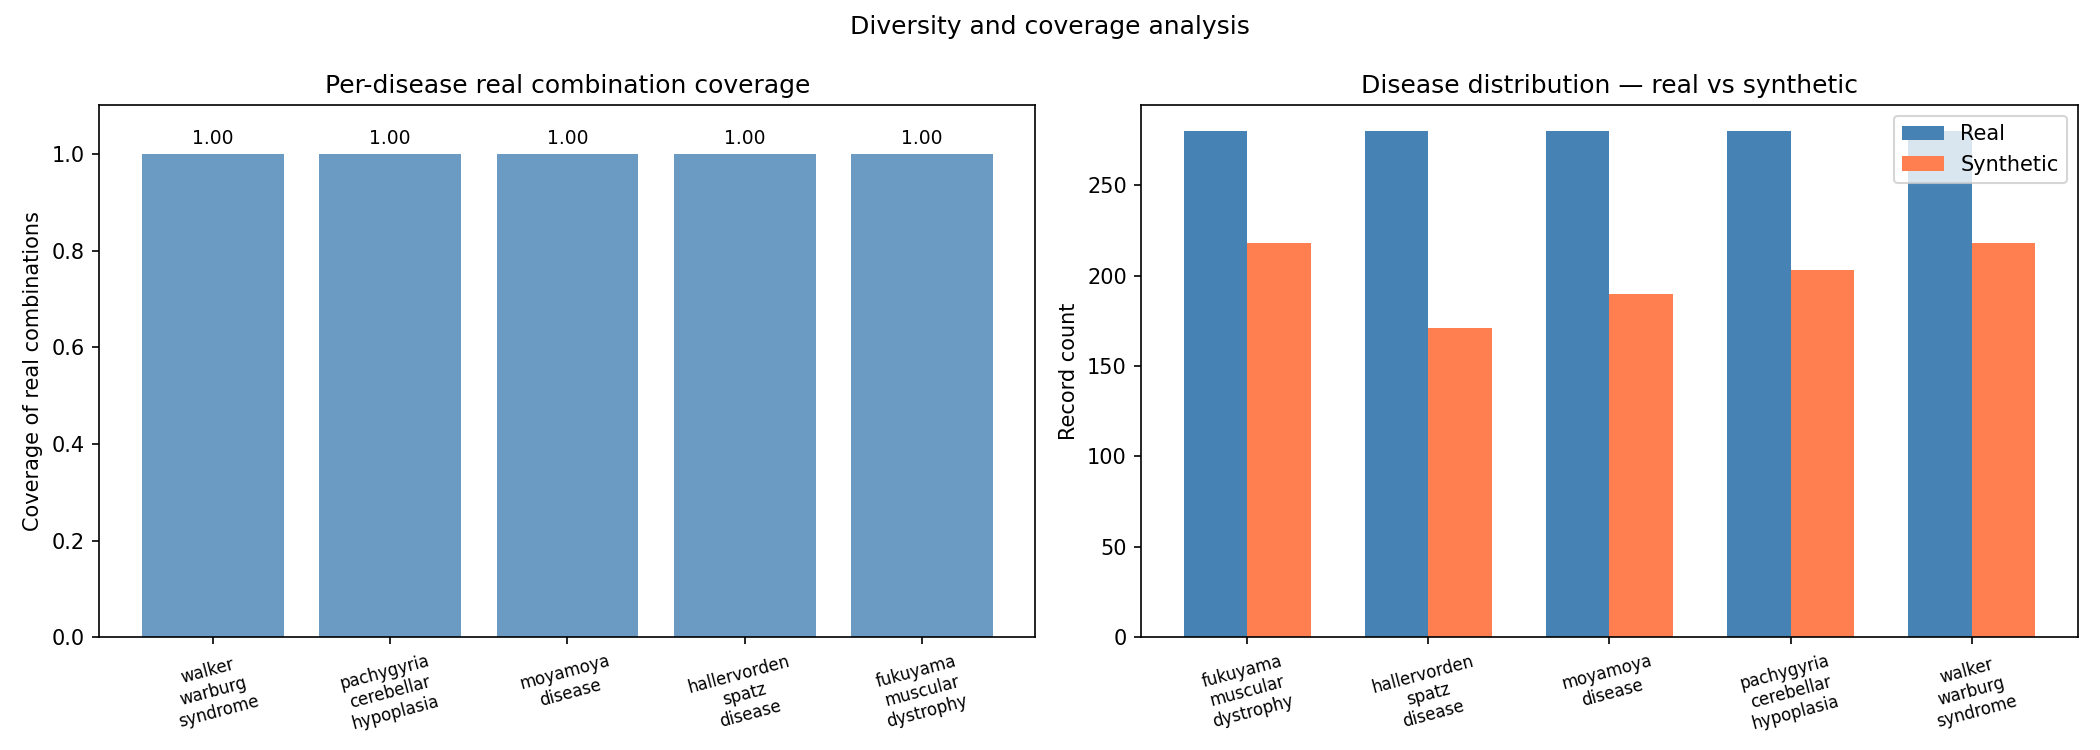 Diversity and coverage analysis
Per-disease real combination coverage
Coverage of real combinations
1.0
0.8
0.6
0.4
0.2
0.0
1.00
1.00
1.00
1.00
1.00
walker
warburg
syndrome
pachygyria
cerebellar
hypoplasia
moyamoya
disease
hallervorden
spatz
disease
fukuyama
muscular
dystrophy
Disease distribution — real vs synthetic
Record count
250
200
150
100
50
0
Real
Synthetic
fukuyama
muscular
dystrophy
hallervorden
spatz
disease
moyamoya
disease
pachygyria
cerebellar
hypoplasia
walker
warburg
syndrome